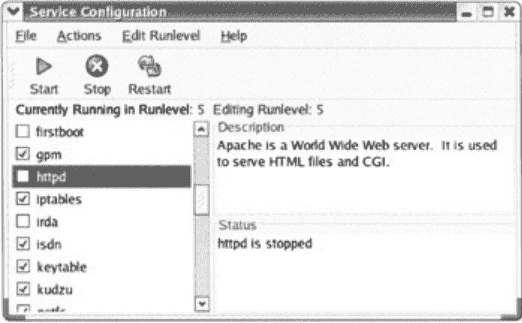 Service Configuration
File Actions Edit Runlevel Help
Start Stop Restart
Currently Running in Runlevel: 5 Editing Runlevel: 5
firstboot
gpm
httpd
iptables
irda
isdn
keytable
kudzu
Description
Apache is a World Wide Web server. It is used
to serve HTML files and CGI.
Status
httpd is stopped